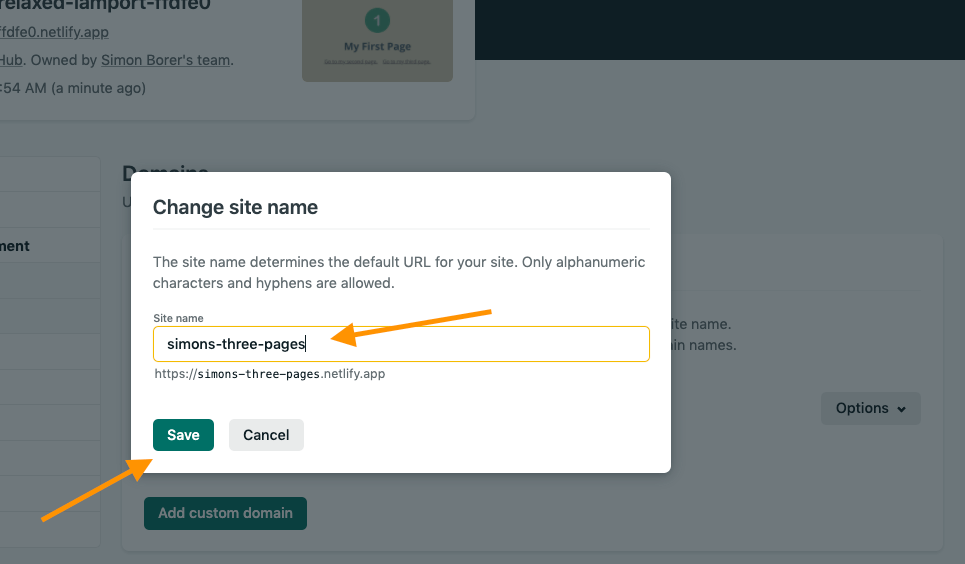 relaxed-lamport-ffdfe0
ffdfe0.netlify.app
Hub. Owned by Simon Borer's team.
:54 AM (a minute ago)
1
My First Page
Domains
ment
Change site name
The site name determines the default URL for your site. Only alphanumeric
characters and hyphens are allowed.
Site name
simons-three-pages
https://simons-three-pages.netlify.app
Save
Cancel
ite name.
in names.
Options
Add custom domain